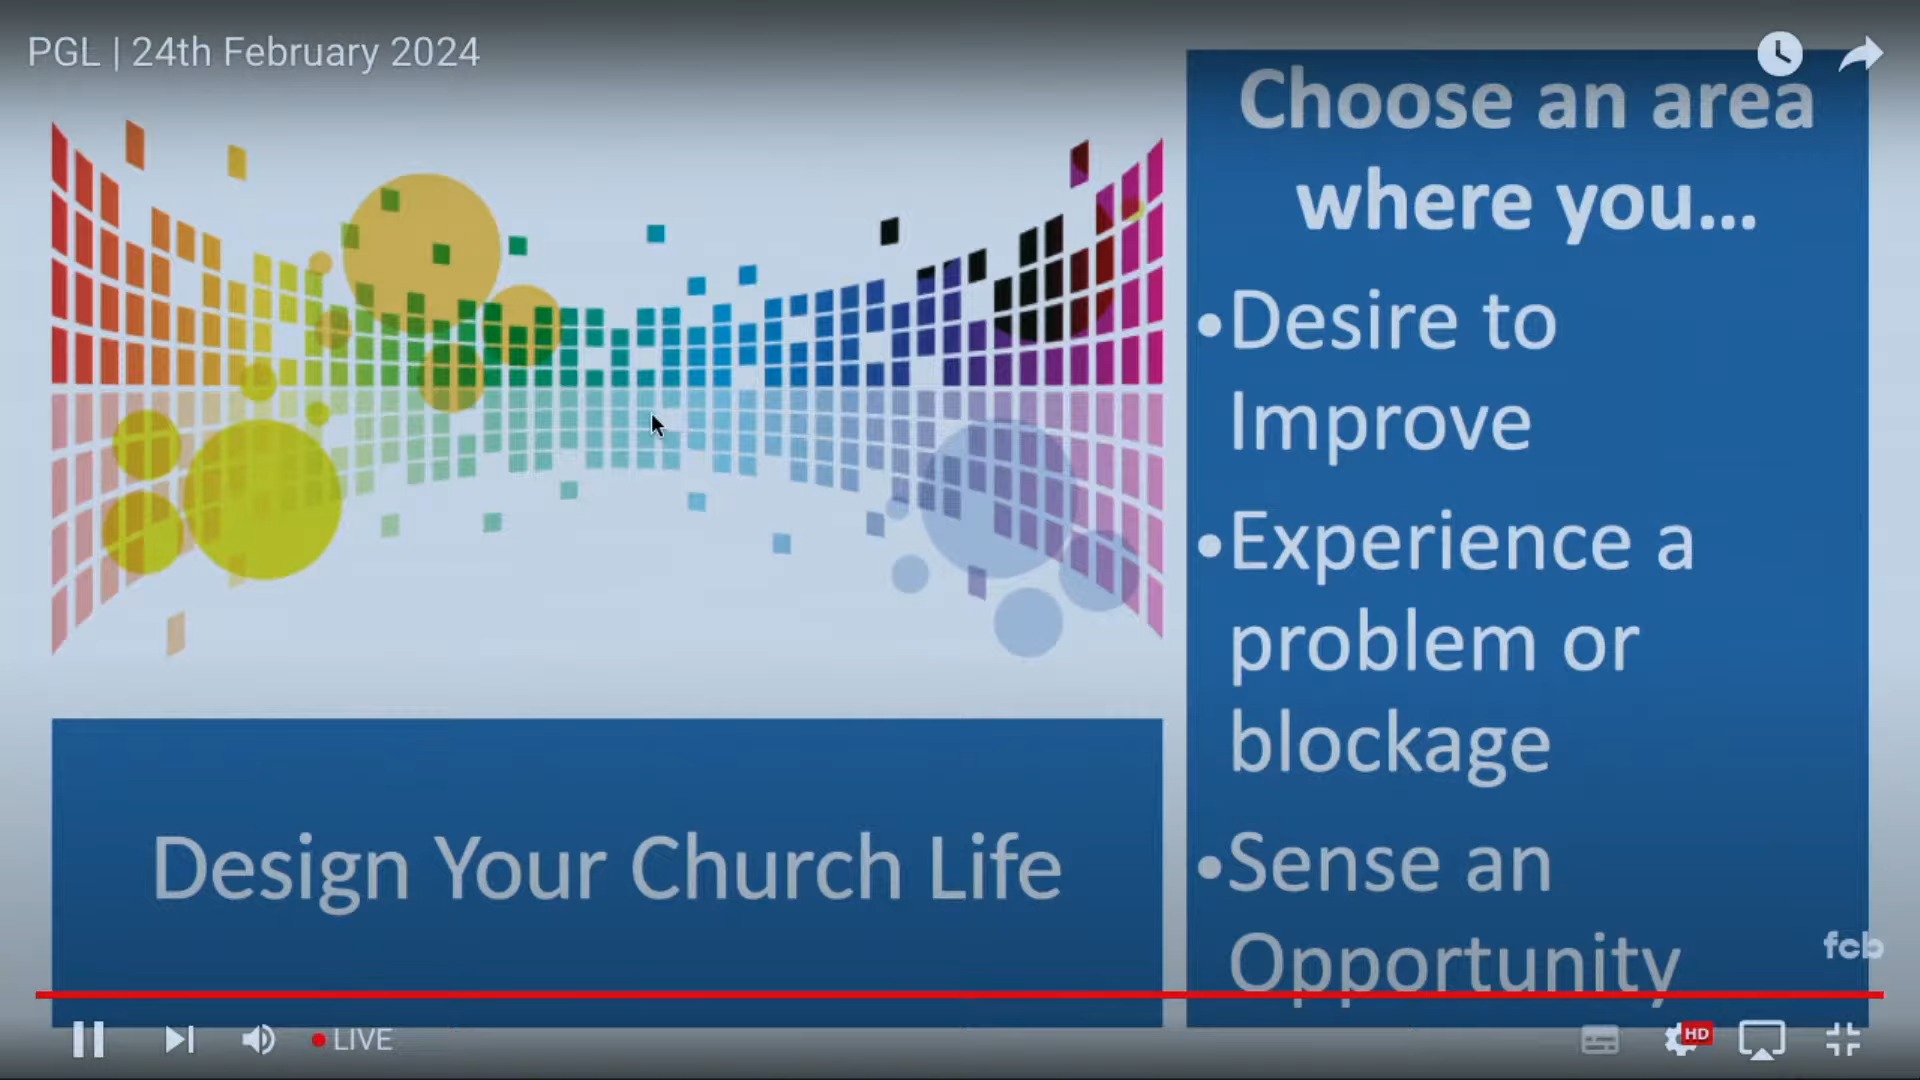 PGL | 24th February 2024
Choose an area
where you...
•Desire to
Improve
•Experience a
problem or
blockage
•Sense an
Opportunity
Design Your Church Life
fcb
LIVE
HD